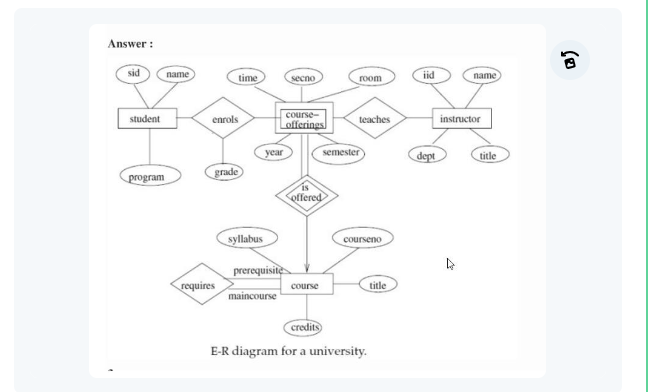 Answer :
sid
name
time
secno
room
iid
name
student
enrols
course–
offerings
teaches
instructor
program
grade
year
semester
dept
title
is
offered
syllabus
courseno
prerequisite
requires
maincourse
course
title
credits
E-R diagram for a university.